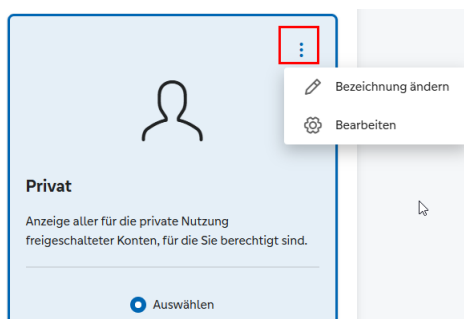 Bezeichnung ändern
Bearbeiten
Privat
Anzeige aller für die private Nutzung
freigeschalteter Konten, für die Sie berechtigt sind.
Auswählen